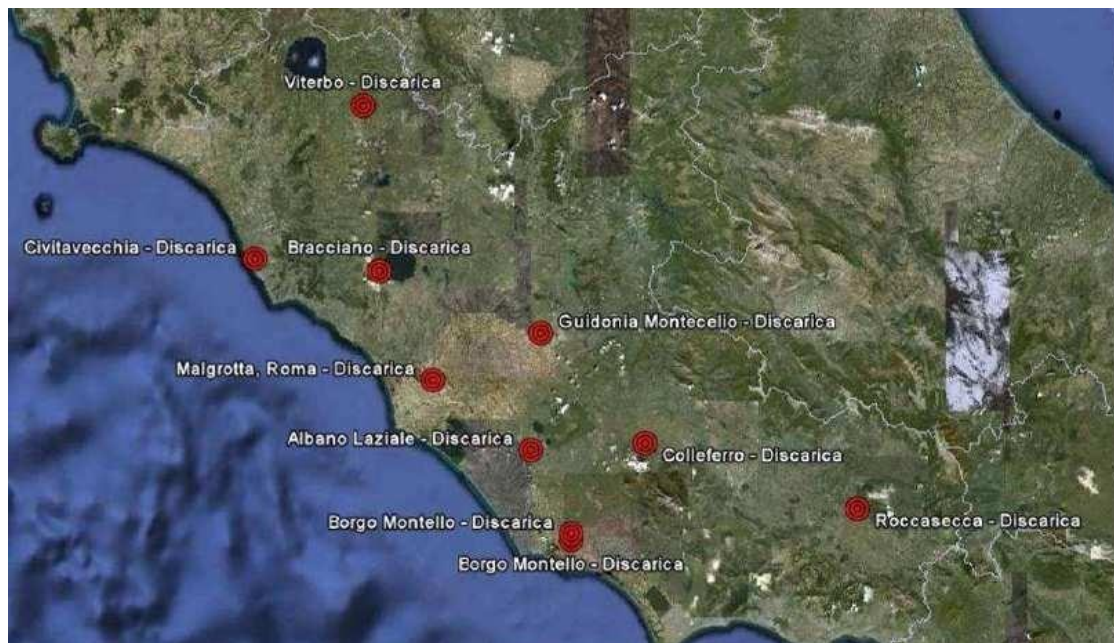 Viterbo - Discarica
Civitavecchia - Discarica
Bracciano - Discarica
Guidonia Montecelio - Discarica
Malgrotta, Roma - Discarica
Albano Laziale - Discarica
Colleferro - Discarica
Borgo Montello - Discarica
Roccasecca - Discarica
Borgo Montello - Discarica